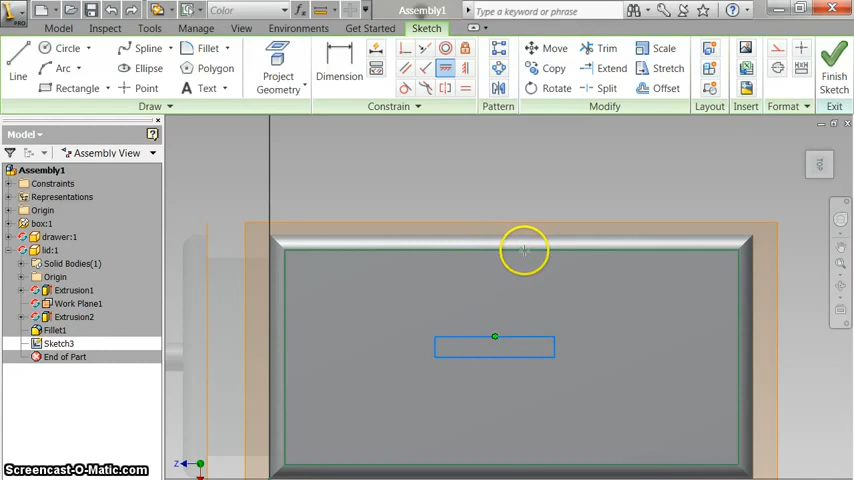 Color
Assembly1
Type a keyword or phrase
PRO
Model Inspect Tools Manage View Environments Get Started Sketch
Line
Circle
Arc
Rectangle
Spline
Ellipse
Point
Fillet
Polygon
Text
Project
Geometry
Dimension
Move
Copy
Rotate
Trim
Extend
Split
Scale
Stretch
Offset
Finish
Sketch
Draw Constrain Pattern Modify Layout Insert Format Exit
Model
Assembly View
Assembly1
Constraints
Representations
Origin
box:1
drawer:1
lid:1
Solid Bodies(1)
Origin
Extrusion1
Work Plane1
Extrusion2
Fillet1
Sketch3
End of Part
TOP
Z
Screencast-O-Matic.com